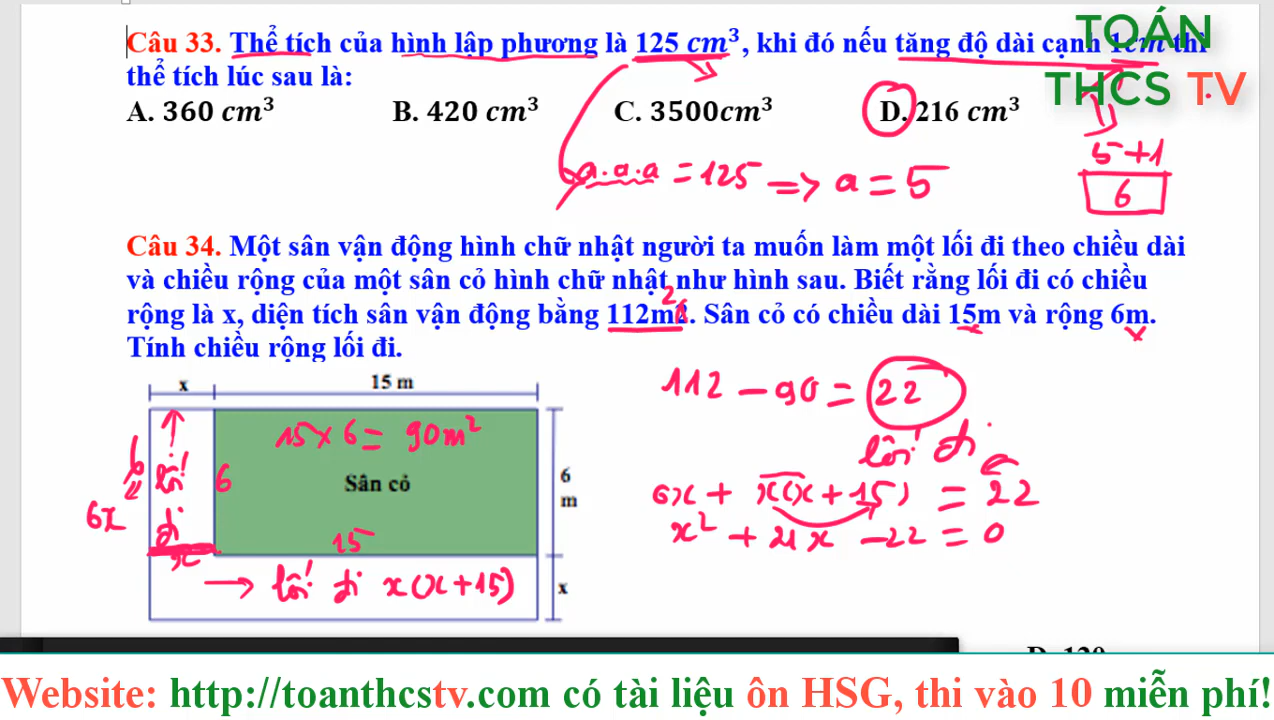 Câu 33. Thể tích của hình lập phương là 125 cm³, khi đó nếu tăng độ dài cạnh 1cm thì
TOÁN
THCS TV
thể tích lúc sau là:
A. 360 cm³ B. 420 cm³ C. 3500cm³ D. 216 cm³
5+1
6
a.a.a = 125 => a = 5
Câu 34. Một sân vận động hình chữ nhật người ta muốn làm một lối đi theo chiều dài
và chiều rộng của một sân cỏ hình chữ nhật như hình sau. Biết rằng lối đi có chiều
rộng là x, diện tích sân vận động bằng 112m². Sân cỏ có chiều dài 15m và rộng 6m.
Tính chiều rộng lối đi.
x 15 m
15 x 6 = 90m²
6
lối
đi
6x
6
Sân cỏ
6
m
15
x
→ lối đi x(x+15)
x
112 - 90 = 22
lối đi
6x + x(x+15) = 22
x² + 21x - 22 = 0
Website: http://toanthcstv.com có tài liệu ôn HSG, thi vào 10 miễn phí!